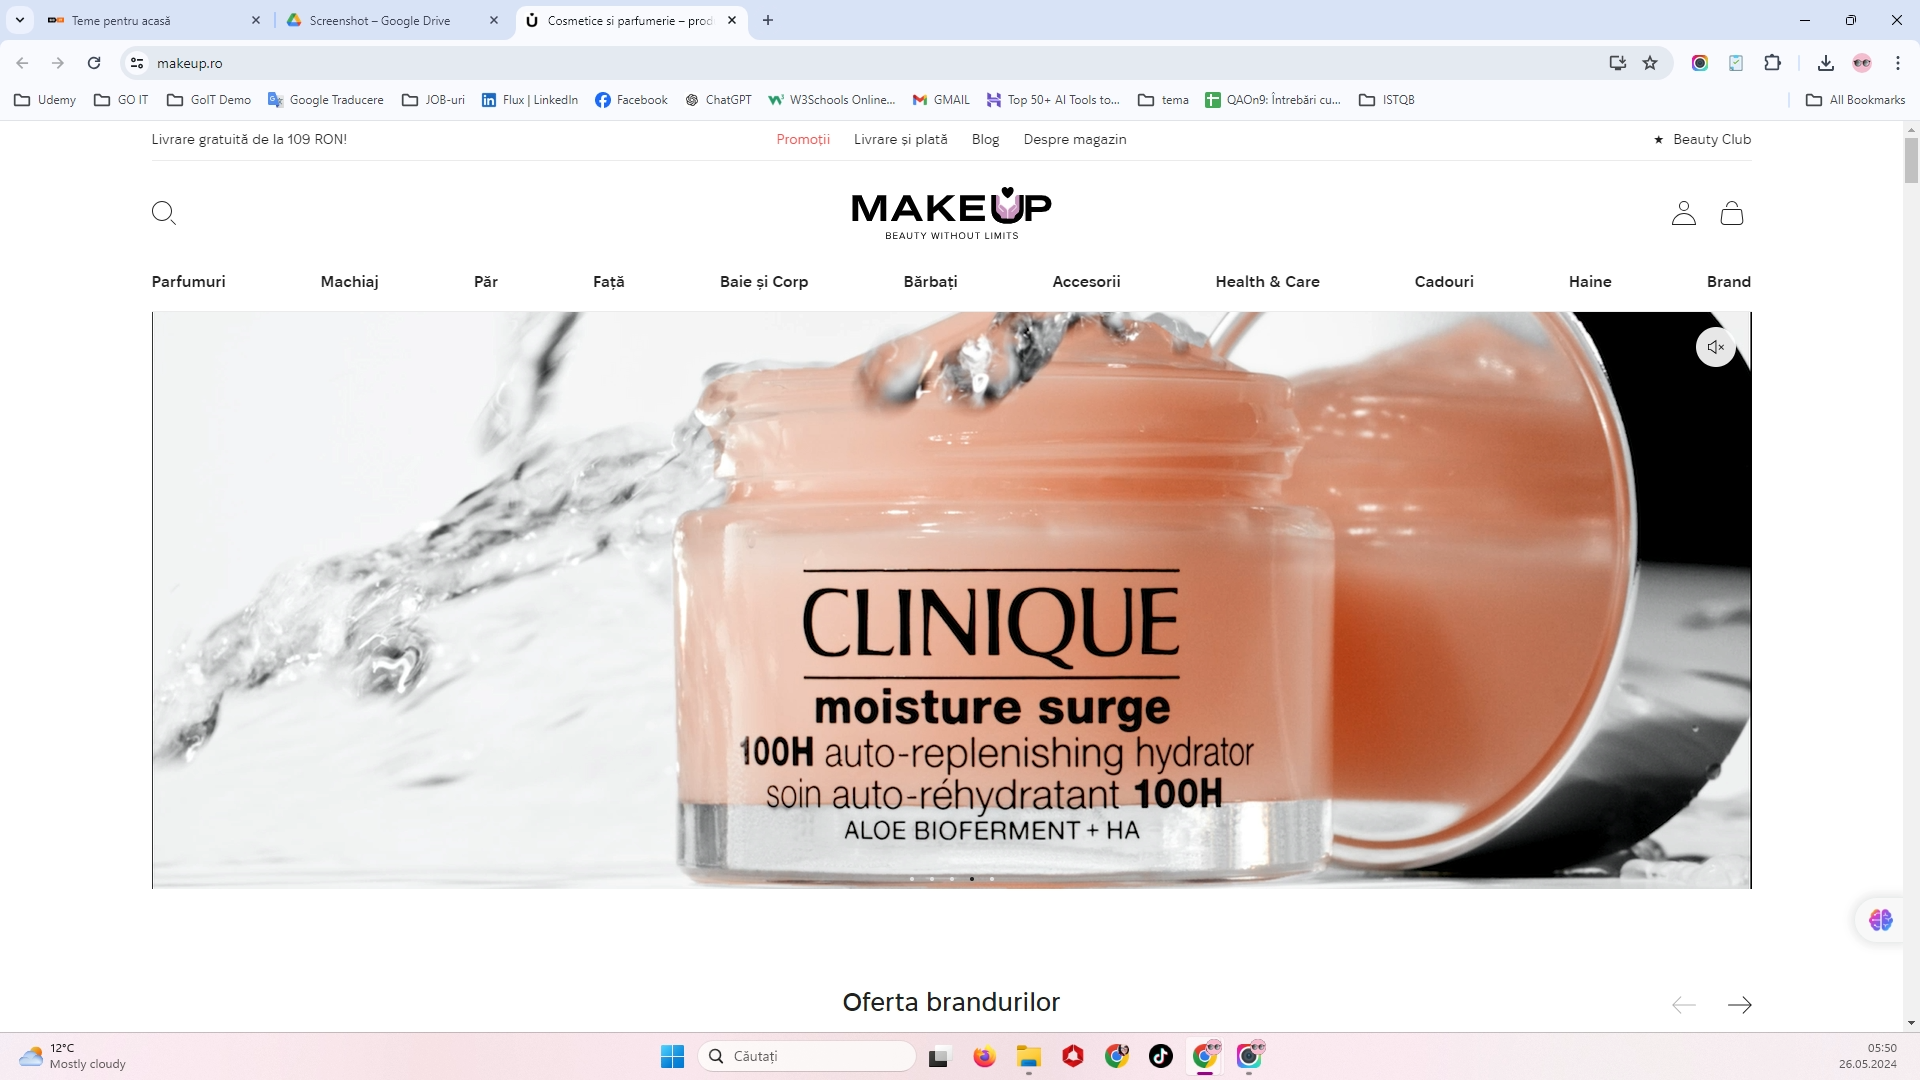 Teme pentru acasă
Screenshot – Google Drive
Cosmetice si parfumerie – prod
makeup.ro
Udemy
GO IT
GoIT Demo
Google Traducere
JOB-uri
Flux | LinkedIn
Facebook
ChatGPT
W3Schools Online...
GMAIL
Top 50+ AI Tools to...
tema
QAOn9: Întrebări cu...
ISTQB
All Bookmarks
Livrare gratuită de la 109 RON!
Promoții
Livrare și plată
Blog
Despre magazin
★ Beauty Club
MAKEUP
BEAUTY WITHOUT LIMITS
Parfumuri
Machiaj
Păr
Față
Baie și Corp
Bărbați
Accesorii
Health & Care
Cadouri
Haine
Brand
CLINIQUE
moisture surge
100H auto-replenishing hydrator
soin auto-réhydratant 100H
ALOE BIOFERMENT + HA
Oferta brandurilor
12°C
Mostly cloudy
Căutați
05:50
26.05.2024